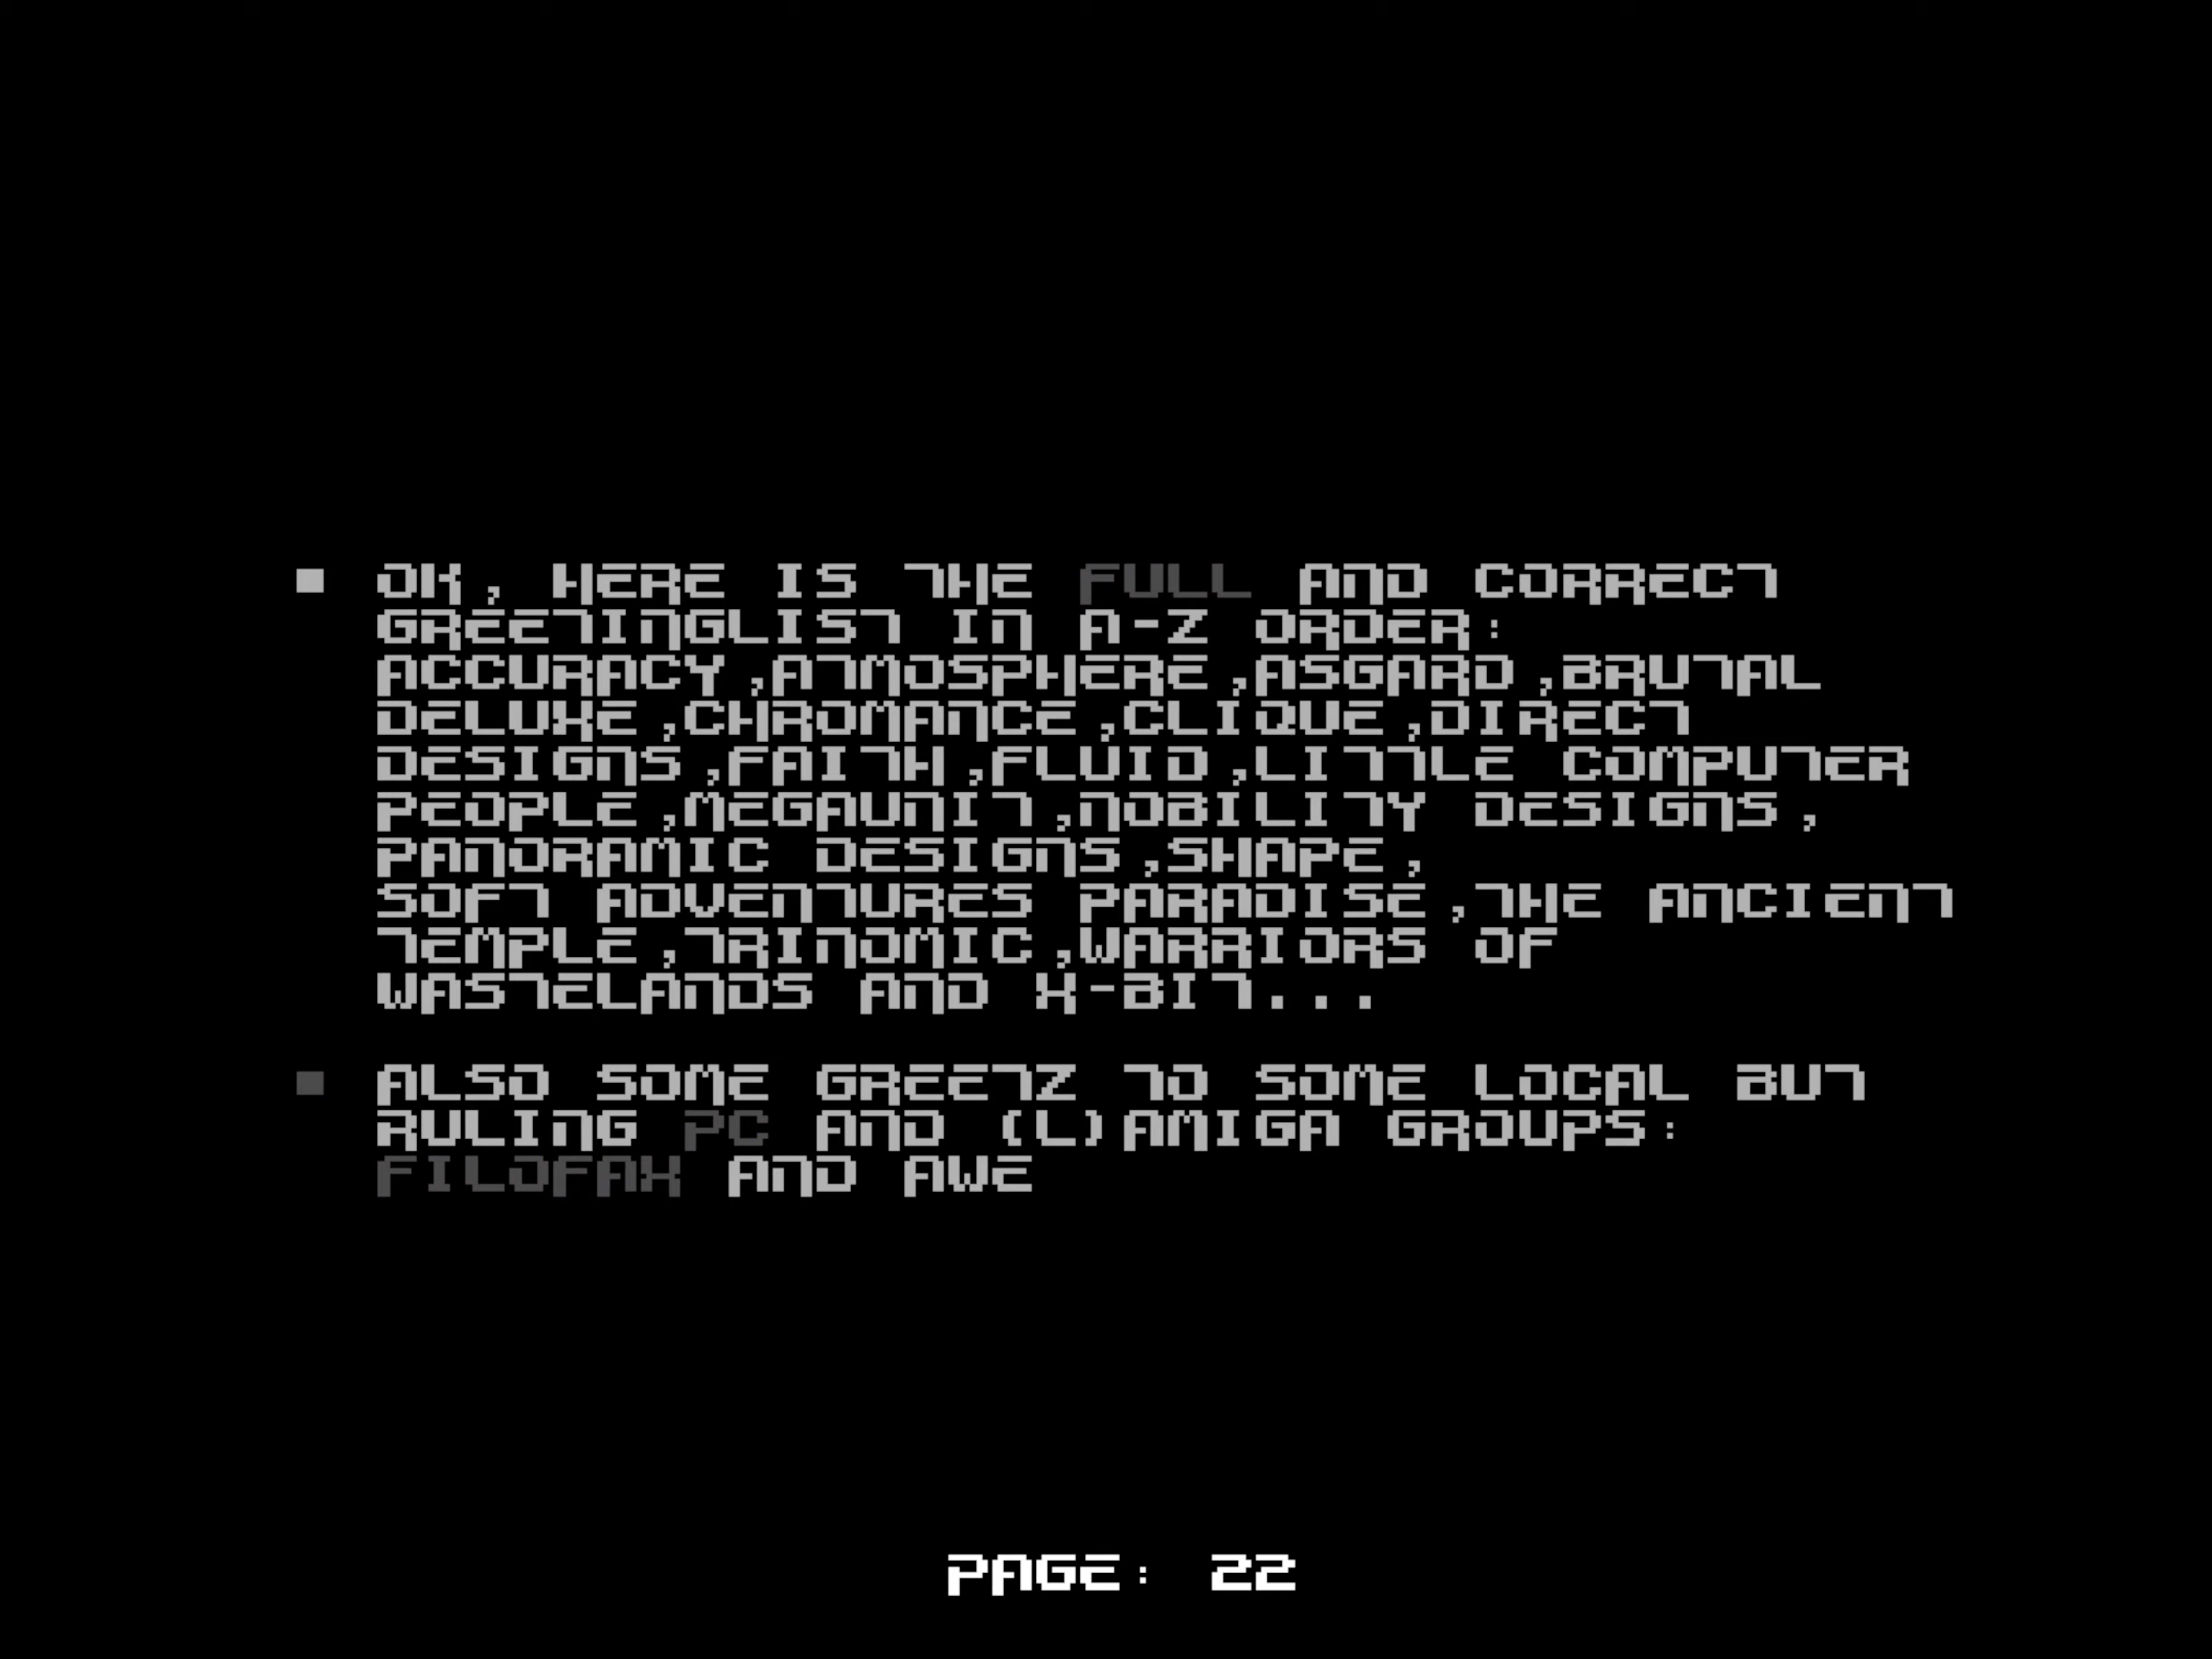 OK, HERE IS THE FULL AND CORRECT
GREETINGLIST IN A-Z ORDER:
ACCURACY,ATMOSPHERE,ASGARD,BRUTAL
DELUXE,CHROMANCE,CLIQUE,DIRECT
DESIGNS,FAITH,FLUID,LITTLE COMPUTER
PEOPLE,MEGAUNIT,NOBILITY DESIGNS,
PANORAMIC DESIGNS,SHAPE,
SOFT ADVENTURES PARADISE,THE ANCIENT
TEMPLE,TRINOMIC,WARRIORS OF
WASTELANDS AND X-BIT...
ALSO SOME GREETZ TO SOME LOCAL BUT
RULING PC AND (L)AMIGA GROUPS:
FILOFAX AND AWE
PAGE: 22